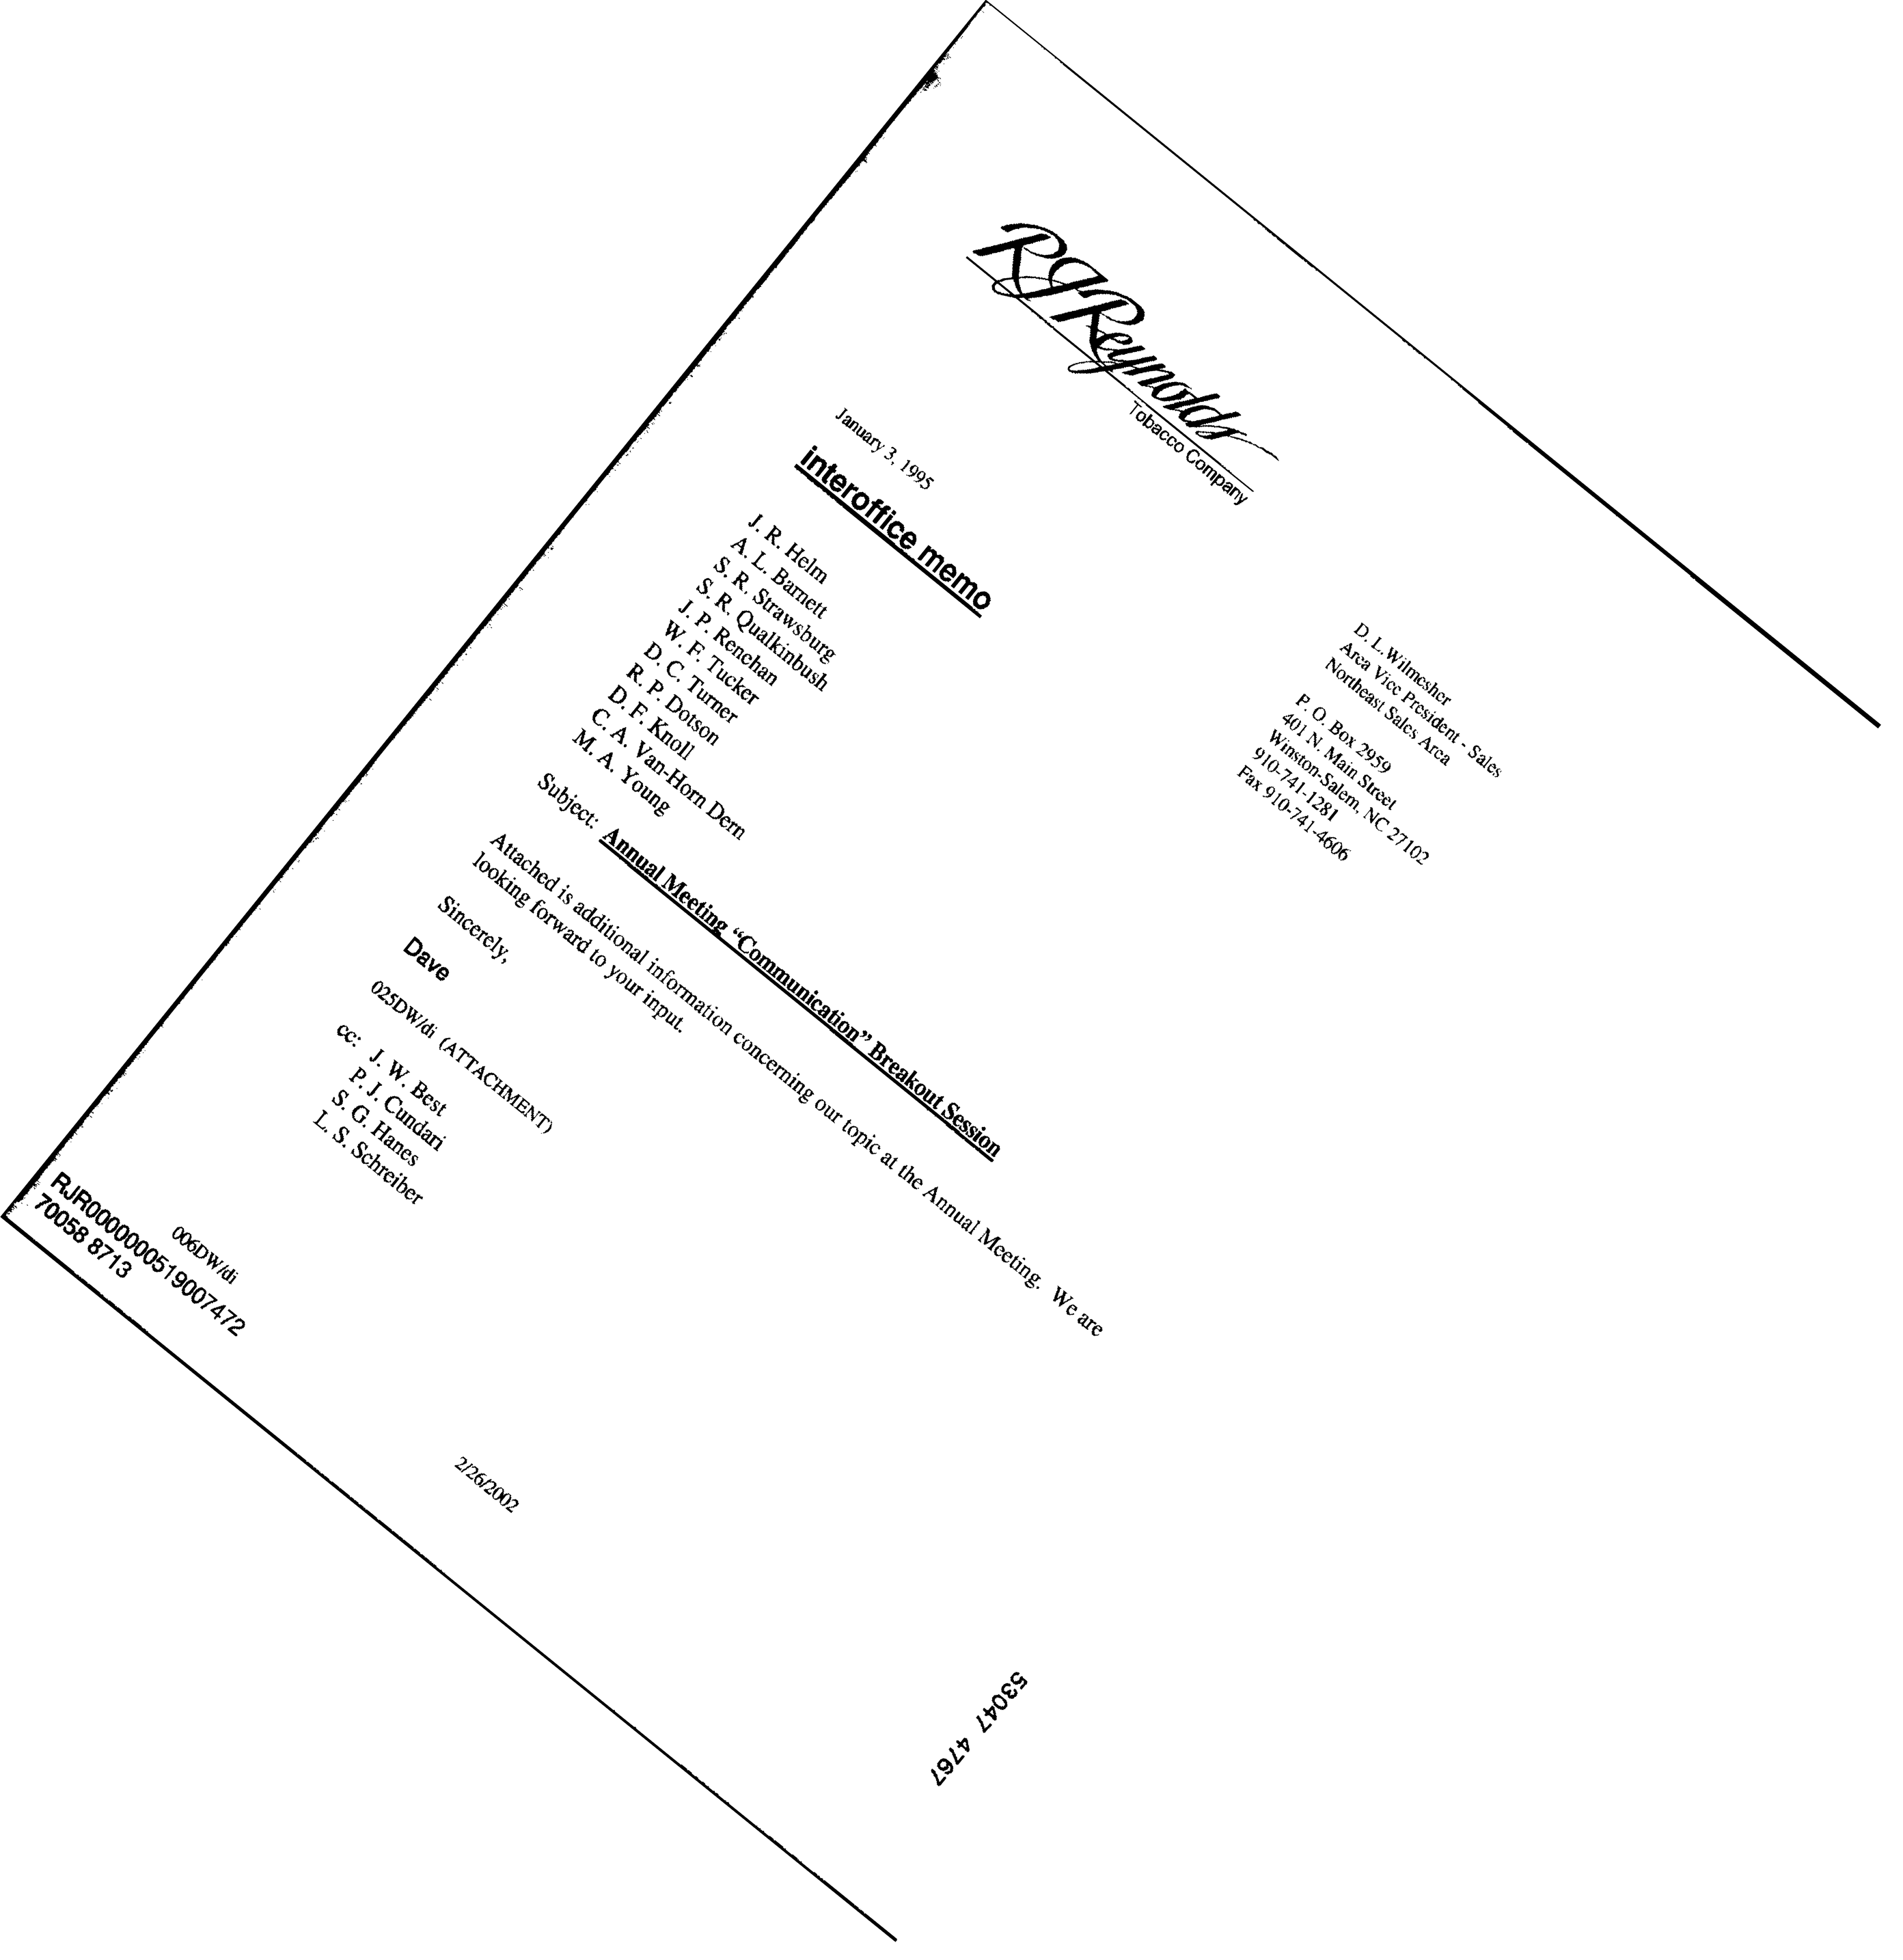 RJReynolds
Tobacco Company
January 3, 1995
interoffice memo
D. L. Wilmesher
Area Vice President - Sales
Northeast Sales Area
P. O. Box 2959
401 N. Main Street
Winston-Salem, NC 27102
910-741-1281
Fax 910-741-4606
J. R. Helm
A. L. Barnett
S. R. Strawsburg
S. R. Qualkinbush
J. P. Renchan
W. F. Tucker
D. C. Turner
R. P. Dotson
D. F. Knoll
C. A. Van-Horn Dern
M. A. Young
Subject: Annual Meeting “Communication” Breakout Session
Attached is additional information concerning our topic at the Annual Meeting. We are
looking forward to your input.
Sincerely,
Dave
025DW/di (ATTACHMENT)
cc: J. W. Best
P. J. Cundari
S. G. Hanes
L. S. Schreiber
53047 4767
006DW/di
2/26/2002
RJR0000000519007472
70058 8713